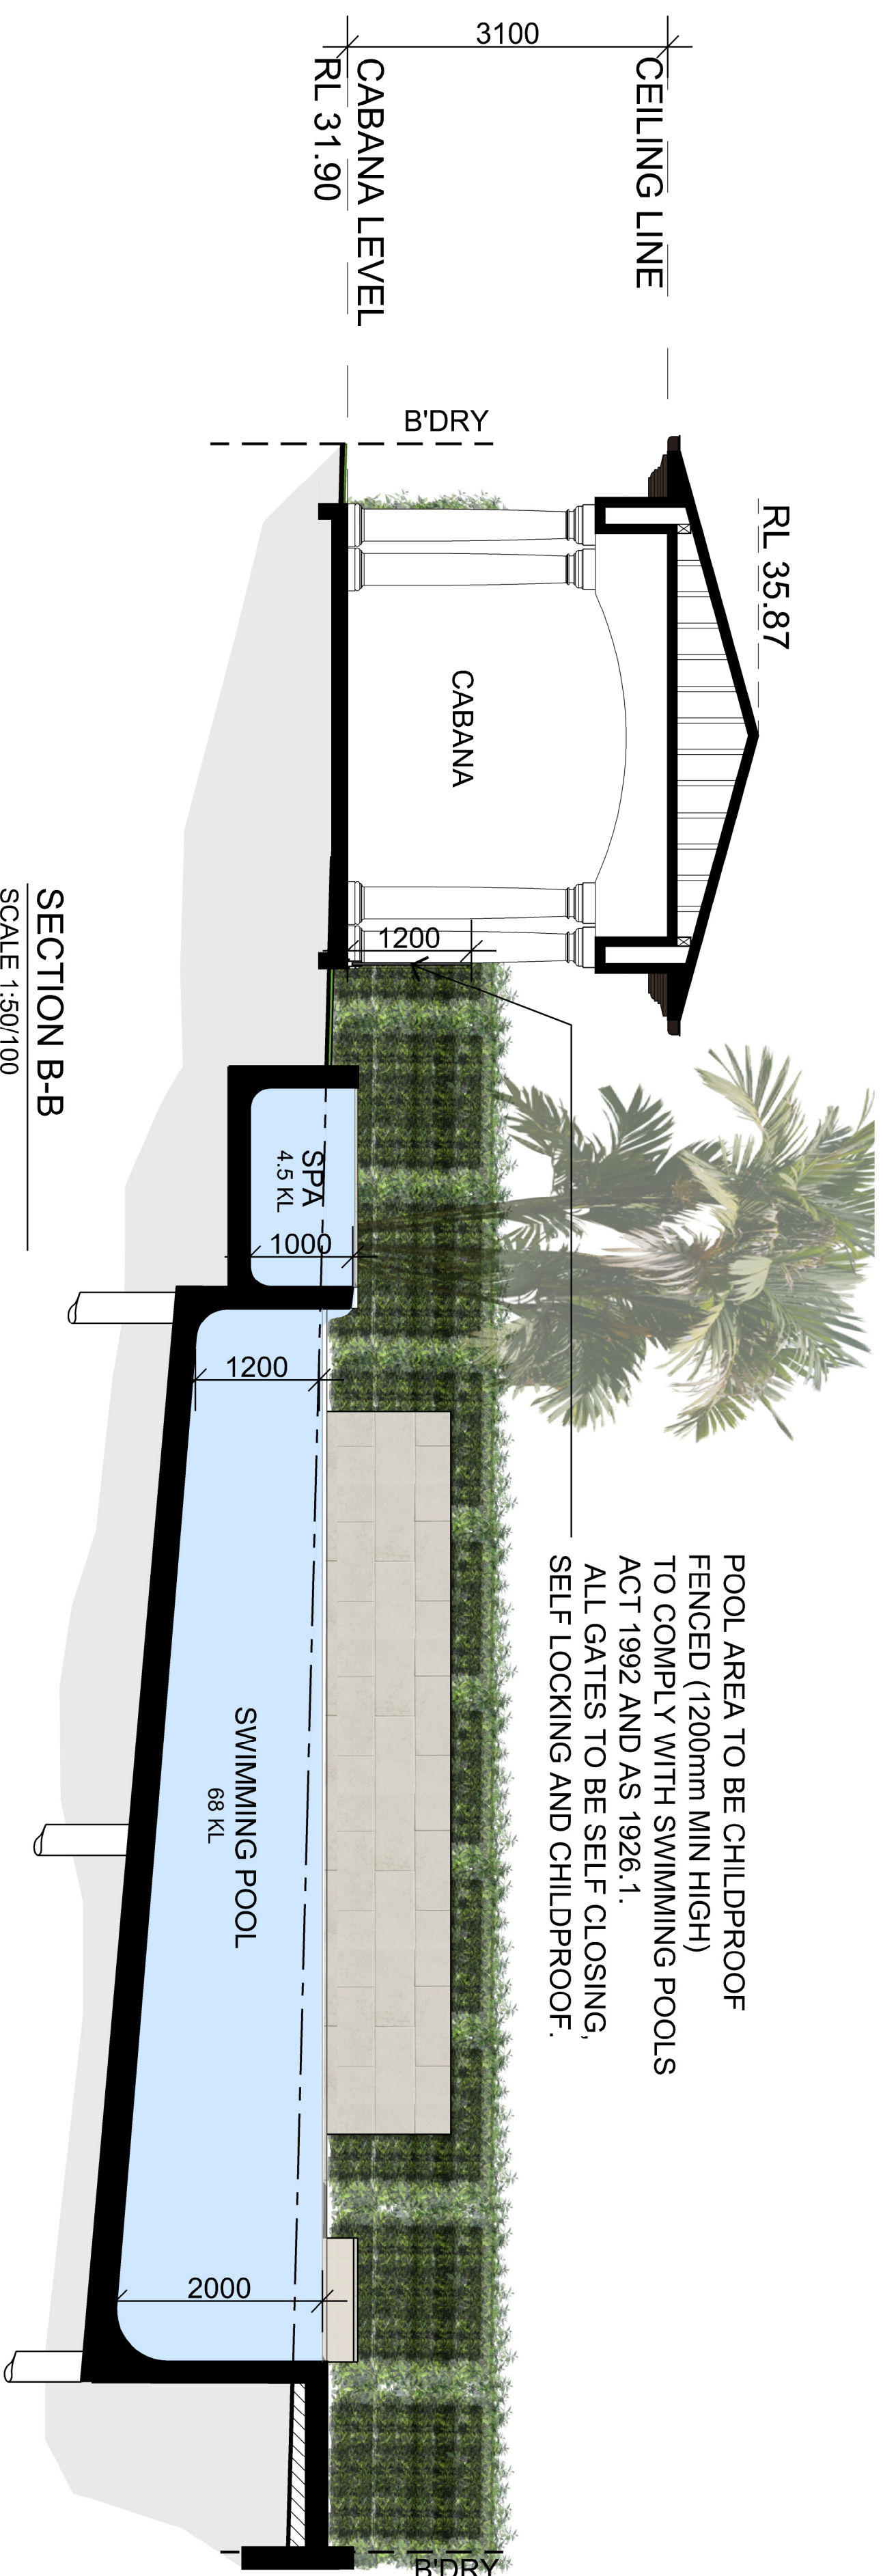 RL 35.87
CEILING LINE
3100
CABANA LEVEL
RL 31.90
B'DRY
CABANA
1200
POOL AREA TO BE CHILDPROOF
FENCED (1200mm MIN HIGH)
TO COMPLY WITH SWIMMING POOLS
ACT 1992 AND AS 1926.1.
ALL GATES TO BE SELF CLOSING,
SELF LOCKING AND CHILDPROOF.
SPA
4.5 KL
1000
1200
SWIMMING POOL
68 KL
2000
B'DRY
SECTION B-B
SCALE 1:50/100